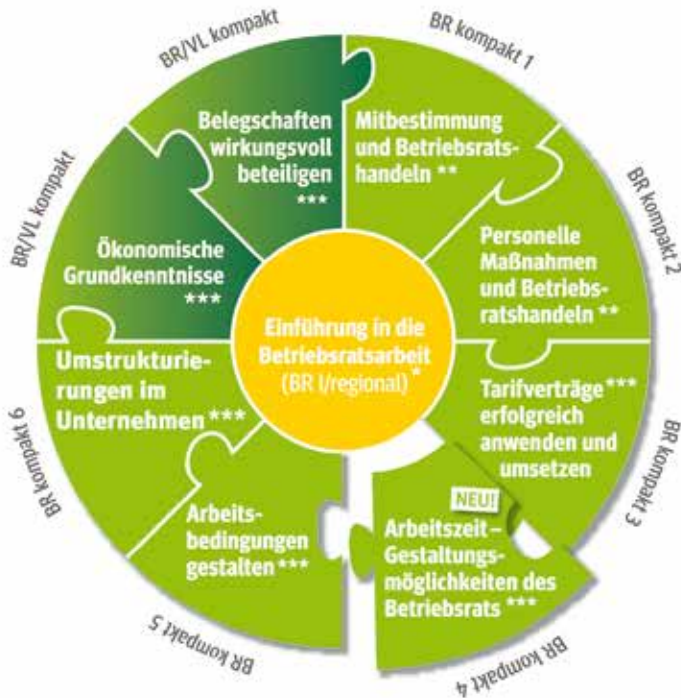 BR/VL kompakt
BR kompakt 1
Belegschaften
wirkungsvoll
beteiligen
***
Mitbestimmung
und Betriebsrats-
handeln **
BR kompakt 2
Personelle
Maßnahmen
und Betriebs-
ratshandeln **
BR/VL kompakt
Ökonomische
Grundkenntnisse
***
Einführung in die
Betriebsratsarbeit
(BR I/regional) *
Tarifverträge ***
erfolgreich
anwenden und
umsetzen
BR kompakt 3
NEU!
Arbeitszeit –
Gestaltungs-
möglichkeiten des
Betriebsrats ***
BR kompakt 4
Arbeits-
bedingungen
gestalten ***
BR kompakt 5
Umstrukturie-
rungen im
Unternehmen ***
BR kompakt 6